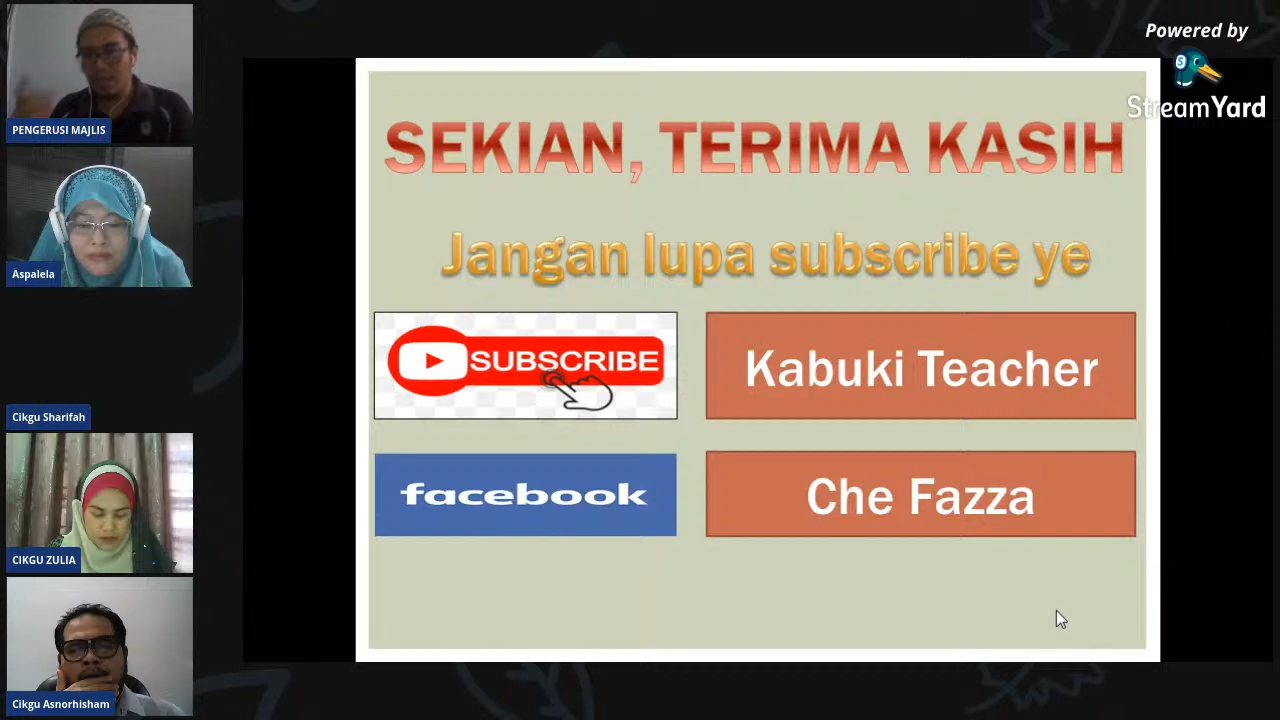 PENGERUSI MAJLIS
Aspalela
Cikgu Sharifah
CIKGU ZULIA
Cikgu Asnorhisham
SEKIAN, TERIMA KASIH
Jangan lupa subscribe ye
SUBSCRIBE
Kabuki Teacher
facebook
Che Fazza
Powered by
S
StreamYard